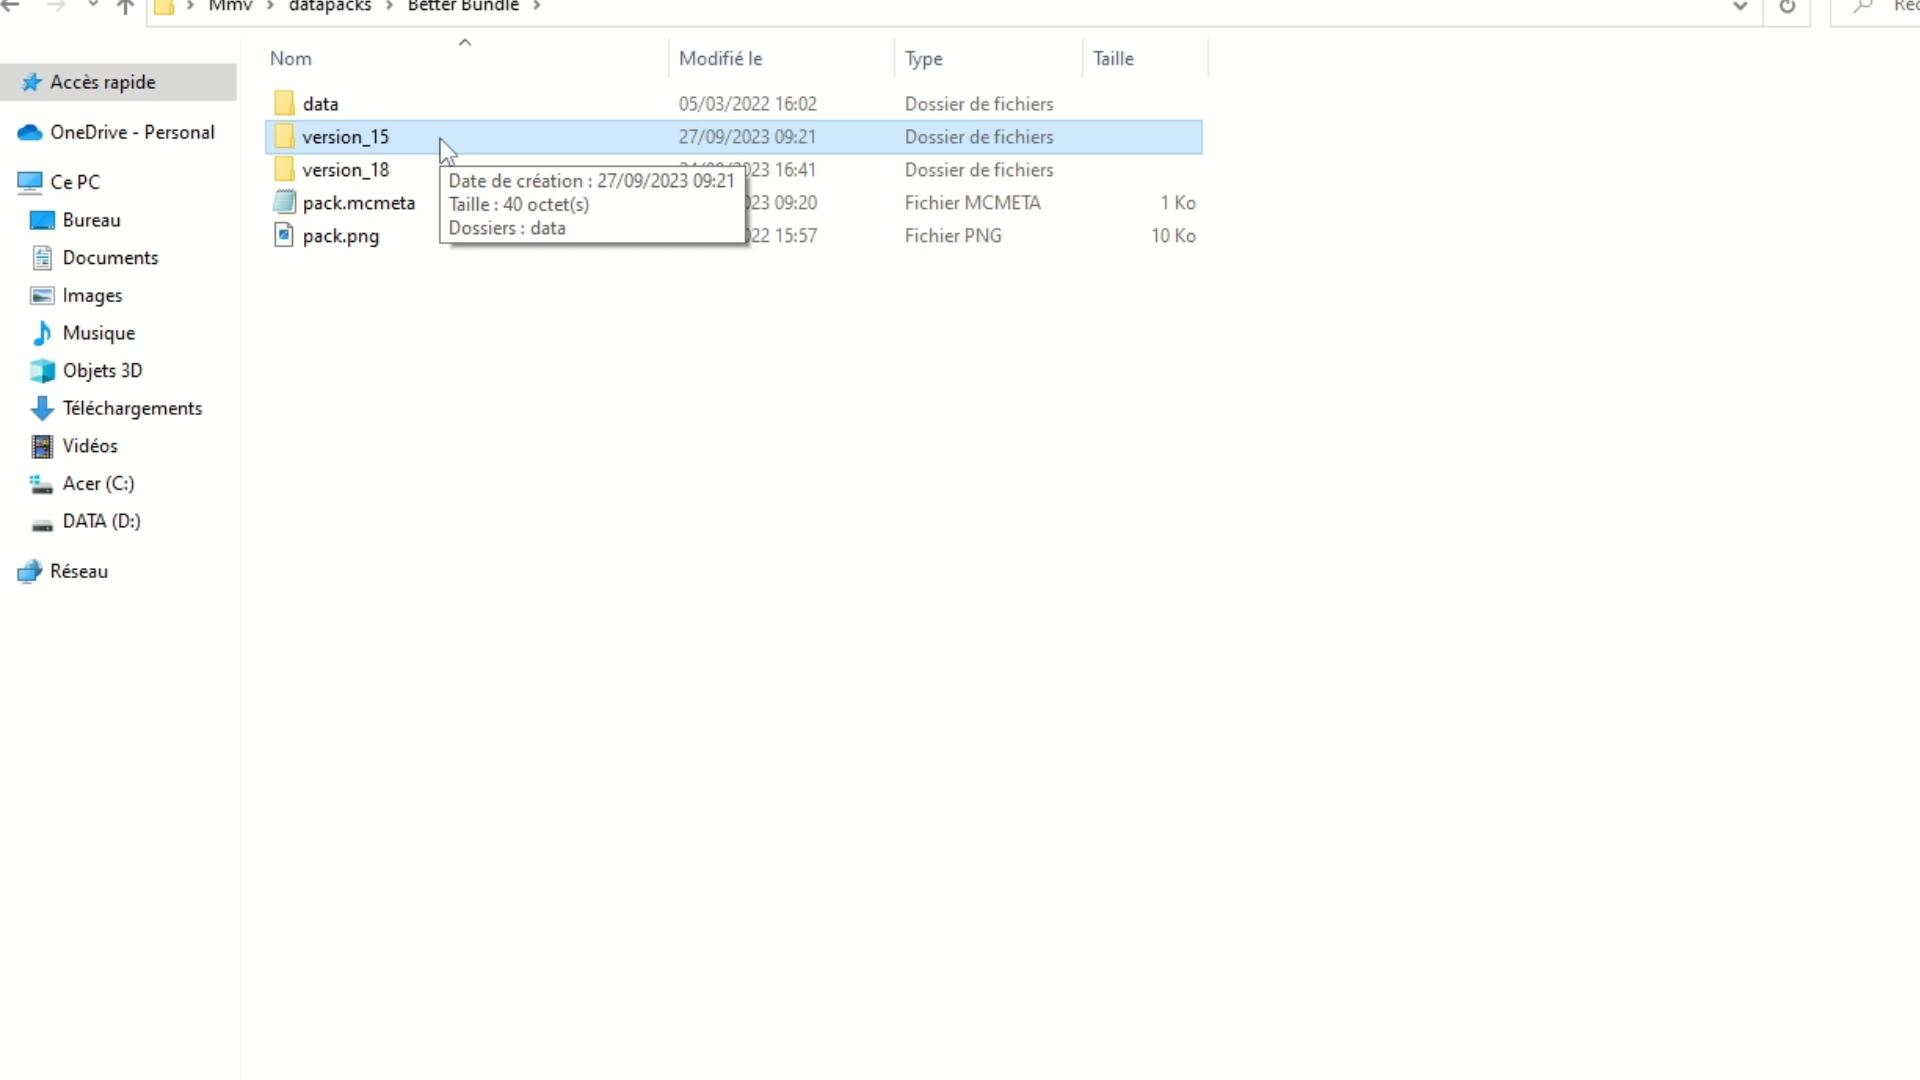 Mmv > datapacks > Better Bundle >
Nom Modifié le Type Taille
Accès rapide
OneDrive - Personal
Ce PC
Bureau
Documents
Images
Musique
Objets 3D
Téléchargements
Vidéos
Acer (C:)
DATA (D:)
Réseau
data 05/03/2022 16:02 Dossier de fichiers
version_15 27/09/2023 09:21 Dossier de fichiers
version_18 23 16:41 Dossier de fichiers
pack.mcmeta 23 09:20 Fichier MCMETA 1 Ko
pack.png 22 15:57 Fichier PNG 10 Ko
Date de création : 27/09/2023 09:21
Taille : 40 octet(s)
Dossiers : data